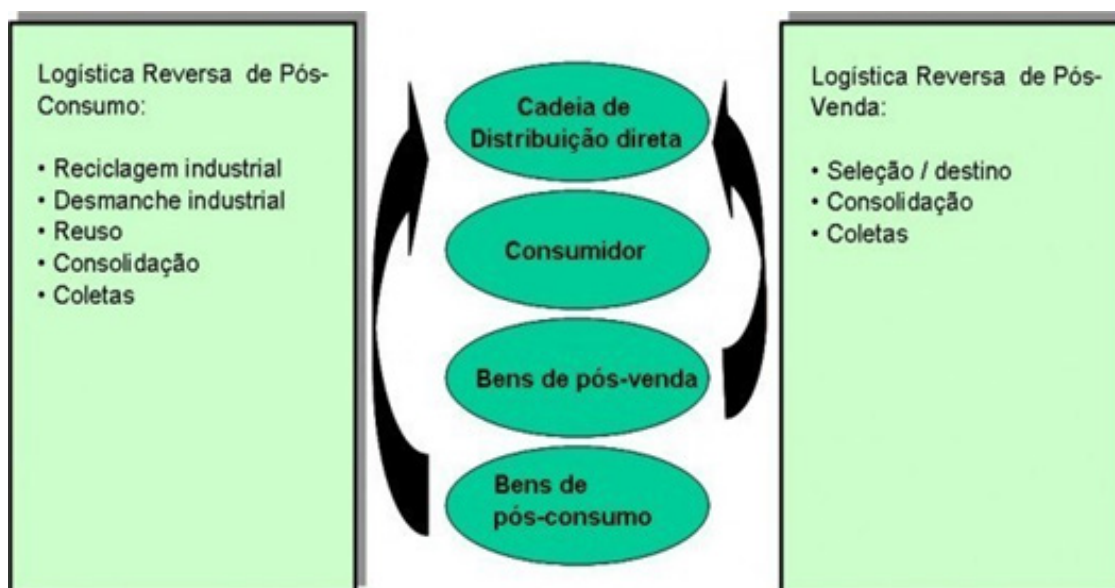 Logística Reversa de Pós-
Consumo:
• Reciclagem industrial
• Desmanche industrial
• Reuso
• Consolidação
• Coletas
Cadeia de
Distribuição direta
Consumidor
Bens de pós-venda
Bens de
pós-consumo
Logística Reversa de Pós-
Venda:
• Seleção / destino
• Consolidação
• Coletas